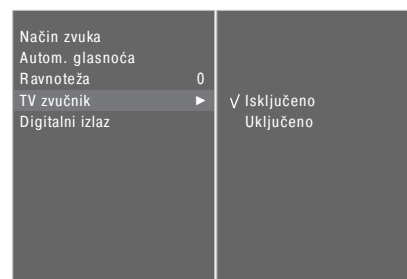 Način zvuka
Autom. glasnoća
Ravnoteža 0
TV zvučnik ►
Digitalni izlaz
√ Isključeno
Uključeno